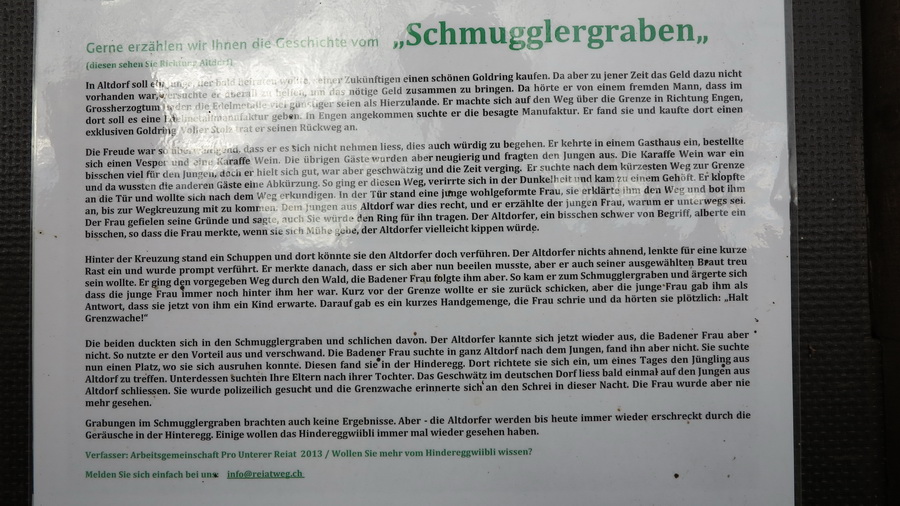 Gerne erzählen wir Ihnen die Geschichte vom „Schmugglergraben„
(diesen sehen Sie Richtung Altdorf)
In Altdorf soll ein Junge, der bald heiraten wollte, seiner Zukünftigen einen schönen Goldring kaufen. Da aber zu jener Zeit das Geld dazu nicht
vorhanden war, versuchte er überall zu helfen, um das nötige Geld zusammen zu bringen. Da hörte er von einem fremden Mann, dass im
Grossherzogtum Baden die Edelmetalle viel günstiger seien als Hierzulande. Er machte sich auf den Weg über die Grenze in Richtung Engen,
dort soll es eine Edelmetallmanufaktur geben. In Engen angekommen suchte er die besagte Manufaktur. Er fand sie und kaufte dort einen
exklusiven Goldring. Voller Stolz trat er seinen Rückweg an.
Die Freude war so überwiegend, dass er es sich nicht nehmen liess, dies auch würdig zu begehen. Er kehrte in einem Gasthaus ein, bestellte
sich einen Vesper und eine Karaffe Wein. Die übrigen Gäste wurden aber neugierig und fragten den Jungen aus. Die Karaffe Wein war ein
bisschen viel für den Jungen, doch er hielt sich gut, war aber geschwätzig und die Zeit verging. Er suchte nach dem kürzesten Weg zur Grenze
und da wussten die anderen Gäste eine Abkürzung. So ging er diesen Weg, verirrte sich in der Dunkelheit und kam zu einem Gehöft. Er klopfte
an die Tür und wollte sich nach dem Weg erkundigen. In der Tür stand eine junge wohlgeformte Frau, sie erklärte ihm den Weg und bot ihm
an, bis zur Wegkreuzung mit zu kommen. Dem Jungen aus Altdorf war dies recht, und er erzählte der jungen Frau, warum er unterwegs sei.
Der Frau gefielen seine Gründe und sagte, auch Sie würde den Ring für ihn tragen. Der Altdorfer, ein bisschen schwer von Begriff, alberte ein
bisschen, so dass die Frau merkte, wenn sie sich Mühe gebe, der Altdorfer vielleicht kippen würde.
Hinter der Kreuzung stand ein Schuppen und dort könnte sie den Altdorfer doch verführen. Der Altdorfer nichts ahnend, lenkte für eine kurze
Rast ein und wurde prompt verführt. Er merkte danach, dass er sich aber nun beeilen musste, aber er auch seiner ausgewählten Braut treu
sein wollte. Er ging den vorgegeben Weg durch den Wald, die Badener Frau folgte ihm aber. So kam er zum Schmugglergraben und ärgerte sich
dass die junge Frau immer noch hinter ihm her war. Kurz vor der Grenze wollte er sie zurück schicken, aber die junge Frau gab ihm als
Antwort, dass sie jetzt von ihm ein Kind erwarte. Darauf gab es ein kurzes Handgemenge, die Frau schrie und da hörten sie plötzlich: „Halt
Grenzwache!“
Die beiden duckten sich in den Schmugglergraben und schlichen davon. Der Altdorfer kannte sich jetzt wieder aus, die Badener Frau aber
nicht. So nutzte er den Vorteil aus und verschwand. Die Badener Frau suchte in ganz Altdorf nach dem Jungen, fand ihn aber nicht. Sie suchte
nun einen Platz, wo sie sich ausruhen konnte. Diesen fand sie in der Hinderegg. Dort richtete sie sich ein, um eines Tages den Jüngling aus
Altdorf zu treffen. Unterdessen suchten Ihre Eltern nach ihrer Tochter. Das Geschwätz im deutschen Dorf liess bald einmal auf den Jungen aus
Altdorf schliessen. Sie wurde polizeilich gesucht und die Grenzwache erinnerte sich an den Schrei in dieser Nacht. Die Frau wurde aber nie
mehr gesehen.
Grabungen im Schmugglergraben brachten auch keine Ergebnisse. Aber - die Altdorfer werden bis heute immer wieder erschreckt durch die
Geräusche in der Hinteregg. Einige wollen das Hindereggwiibli immer mal wieder gesehen haben.
Verfasser: Arbeitsgemeinschaft Pro Unterer Reiat 2013 / Wollen Sie mehr vom Hindereggwiibli wissen?
Melden Sie sich einfach bei uns info@reiatweg.ch